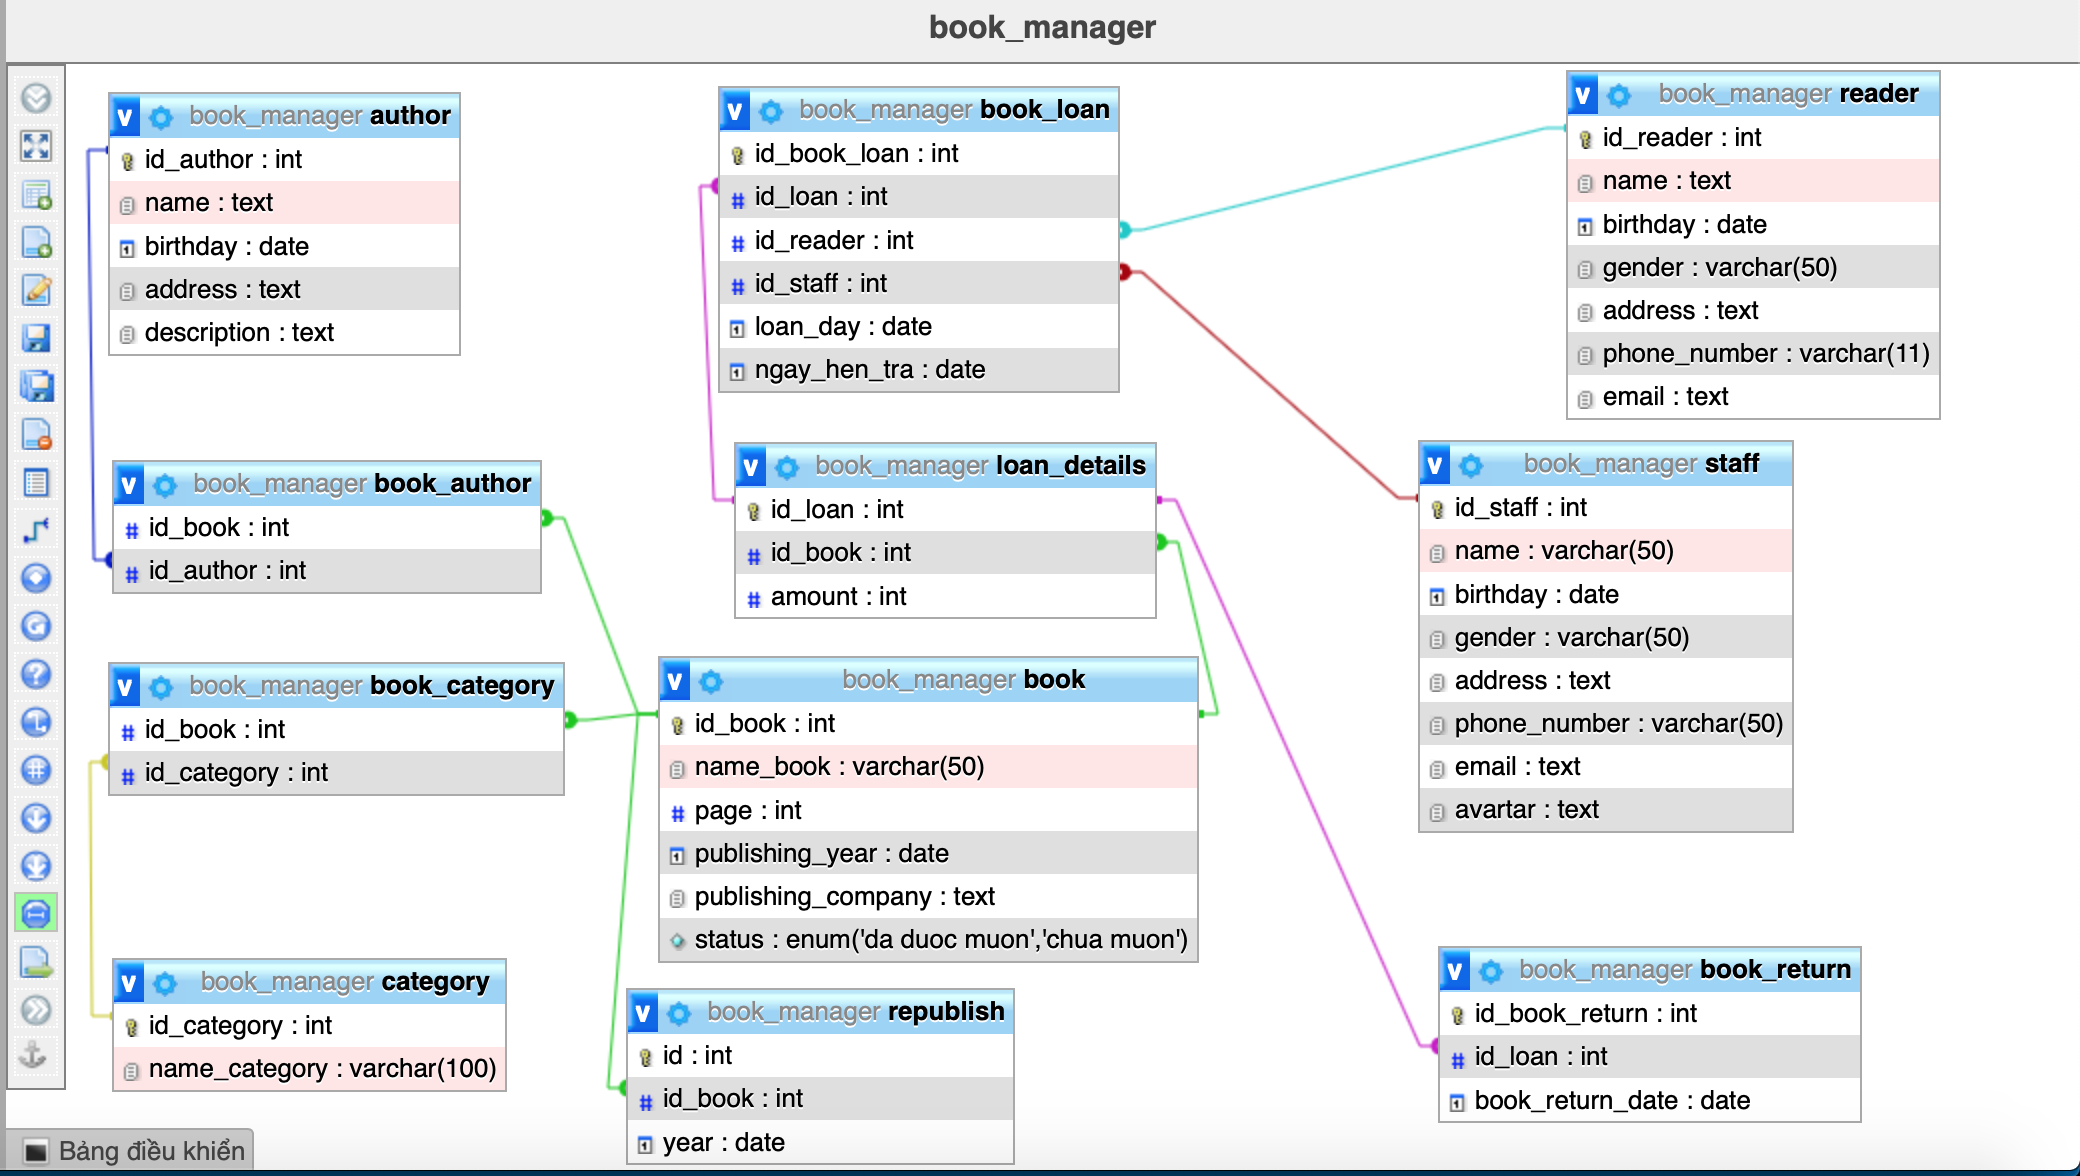 book_manager
book_manager author
id_author : int
name : text
birthday : date
address : text
description : text
book_manager book_loan
id_book_loan : int
id_loan : int
id_reader : int
id_staff : int
loan_day : date
ngay_hen_tra : date
book_manager reader
id_reader : int
name : text
birthday : date
gender : varchar(50)
address : text
phone_number : varchar(11)
email : text
book_manager book_author
id_book : int
id_author : int
book_manager loan_details
id_loan : int
id_book : int
amount : int
book_manager staff
id_staff : int
name : varchar(50)
birthday : date
gender : varchar(50)
address : text
phone_number : varchar(50)
email : text
avartar : text
book_manager book_category
id_book : int
id_category : int
book_manager book
id_book : int
name_book : varchar(50)
page : int
publishing_year : date
publishing_company : text
status : enum('da duoc muon','chua muon')
book_manager category
id_category : int
name_category : varchar(100)
book_manager republish
id : int
id_book : int
year : date
book_manager book_return
id_book_return : int
id_loan : int
book_return_date : date
Bảng điều khiển